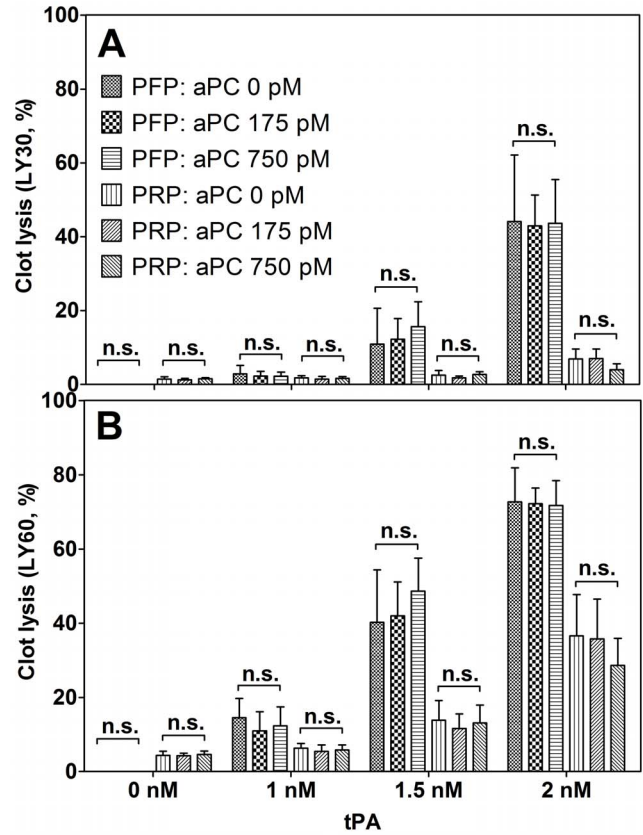 100
A
PFP: aPC 0 pM
PFP: aPC 175 pM
PFP: aPC 750 pM
PRP: aPC 0 pM
PRP: aPC 175 pM
PRP: aPC 750 pM
80
60
40
20
0
Clot lysis (LY30, %)
n.s.
n.s.
n.s.
n.s.
n.s.
n.s.
n.s.
n.s.
100
B
80
60
40
20
0
Clot lysis (LY60, %)
n.s.
n.s.
n.s.
n.s.
n.s.
n.s.
n.s.
n.s.
0 nM
1 nM
1.5 nM
2 nM
tPA